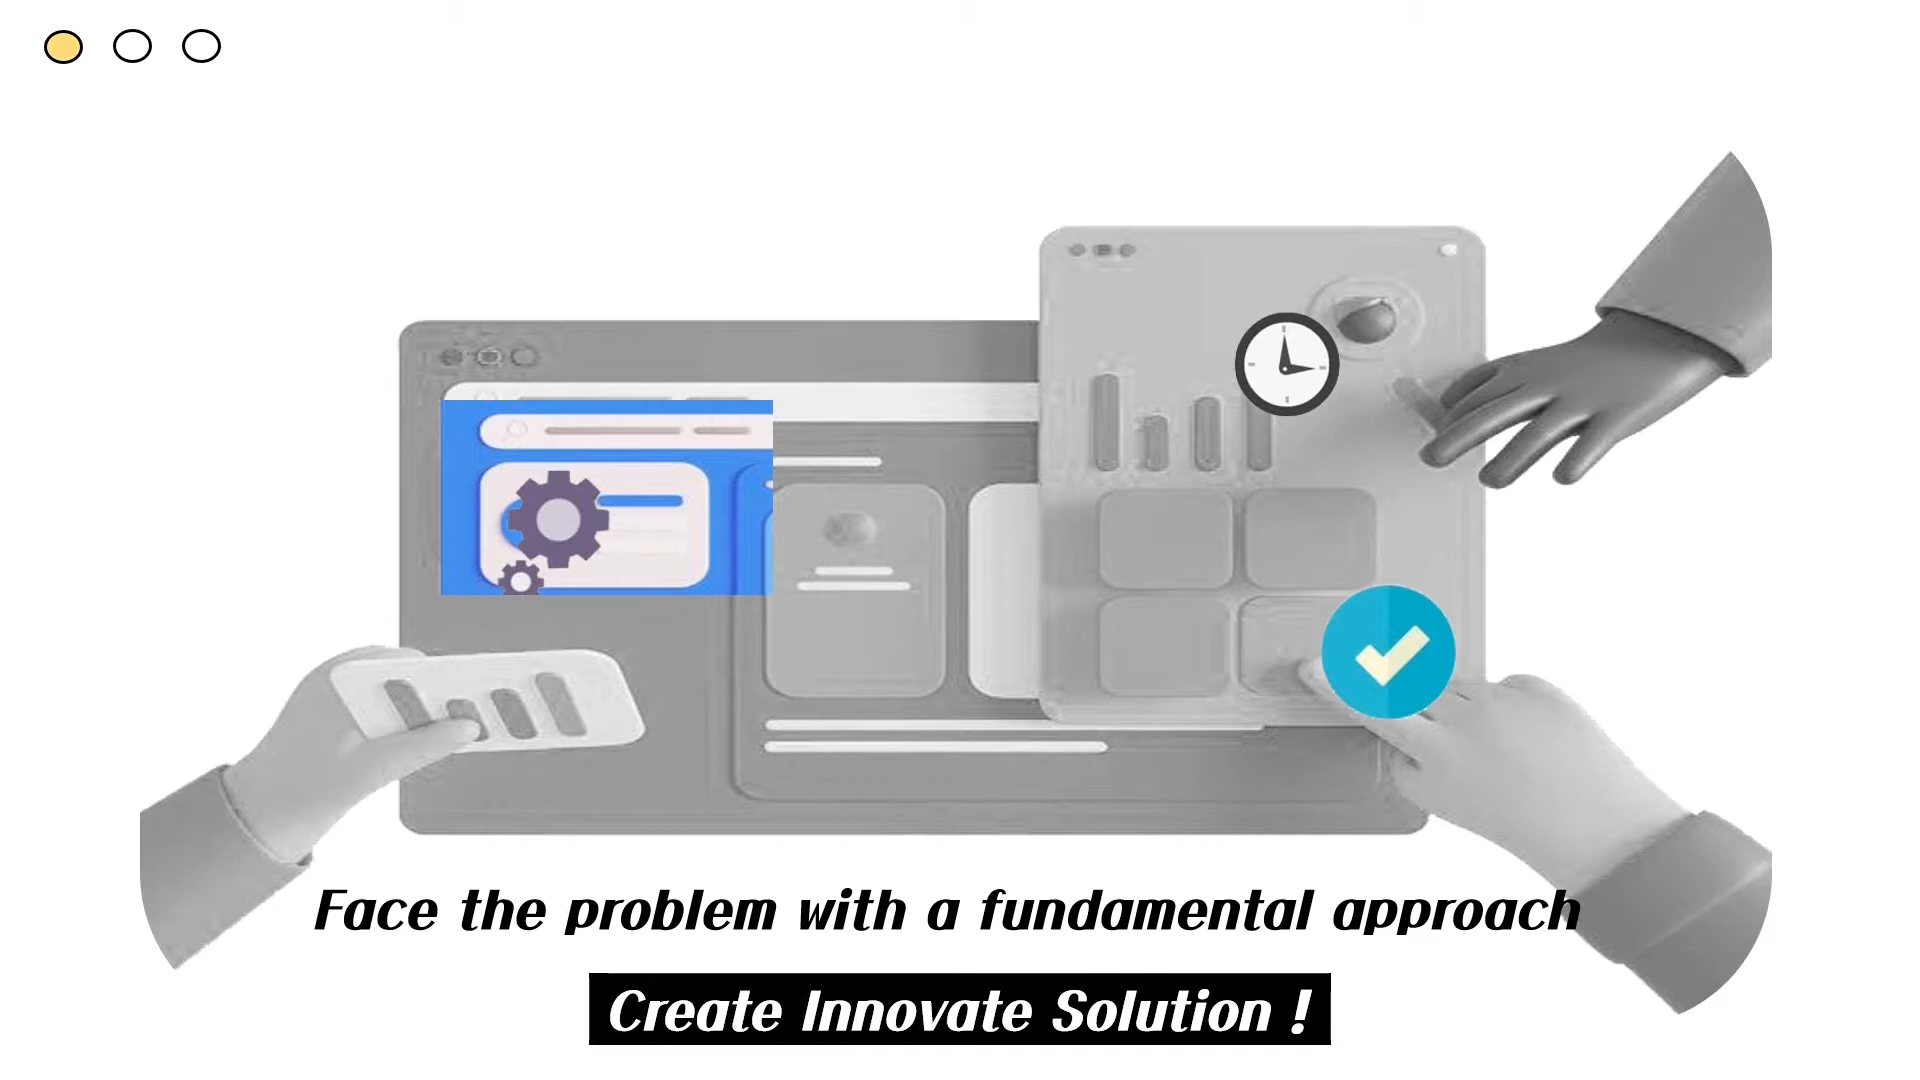 Face the problem with a fundamental approach
Create Innovate Solution !